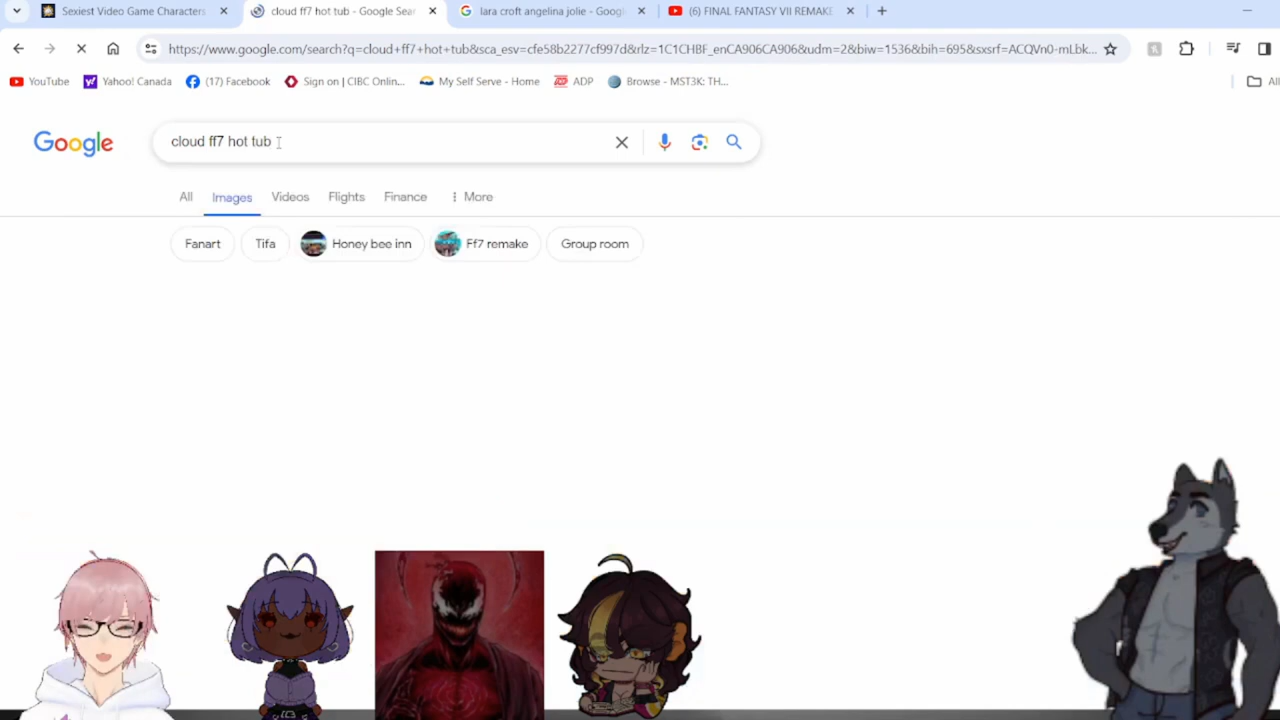 Sexiest Video Game Characters
cloud ff7 hot tub - Google Sear
lara croft angelina jolie - Googl
(6) FINAL FANTASY VII REMAKE
https://www.google.com/search?q=cloud+ff7+hot+tub&sca_esv=cfe58b2277cf997d&rlz=1C1CHBF_enCA906CA906&udm=2&biw=1536&bih=695&sxsrf=ACQVn0-mLbk...
YouTube
Yahoo! Canada
(17) Facebook
Sign on | CIBC Onlin...
My Self Serve - Home
ADP
Browse - MST3K: TH...
All
Google
cloud ff7 hot tub
All
Images
Videos
Flights
Finance
More
Fanart
Tifa
Honey bee inn
Ff7 remake
Group room